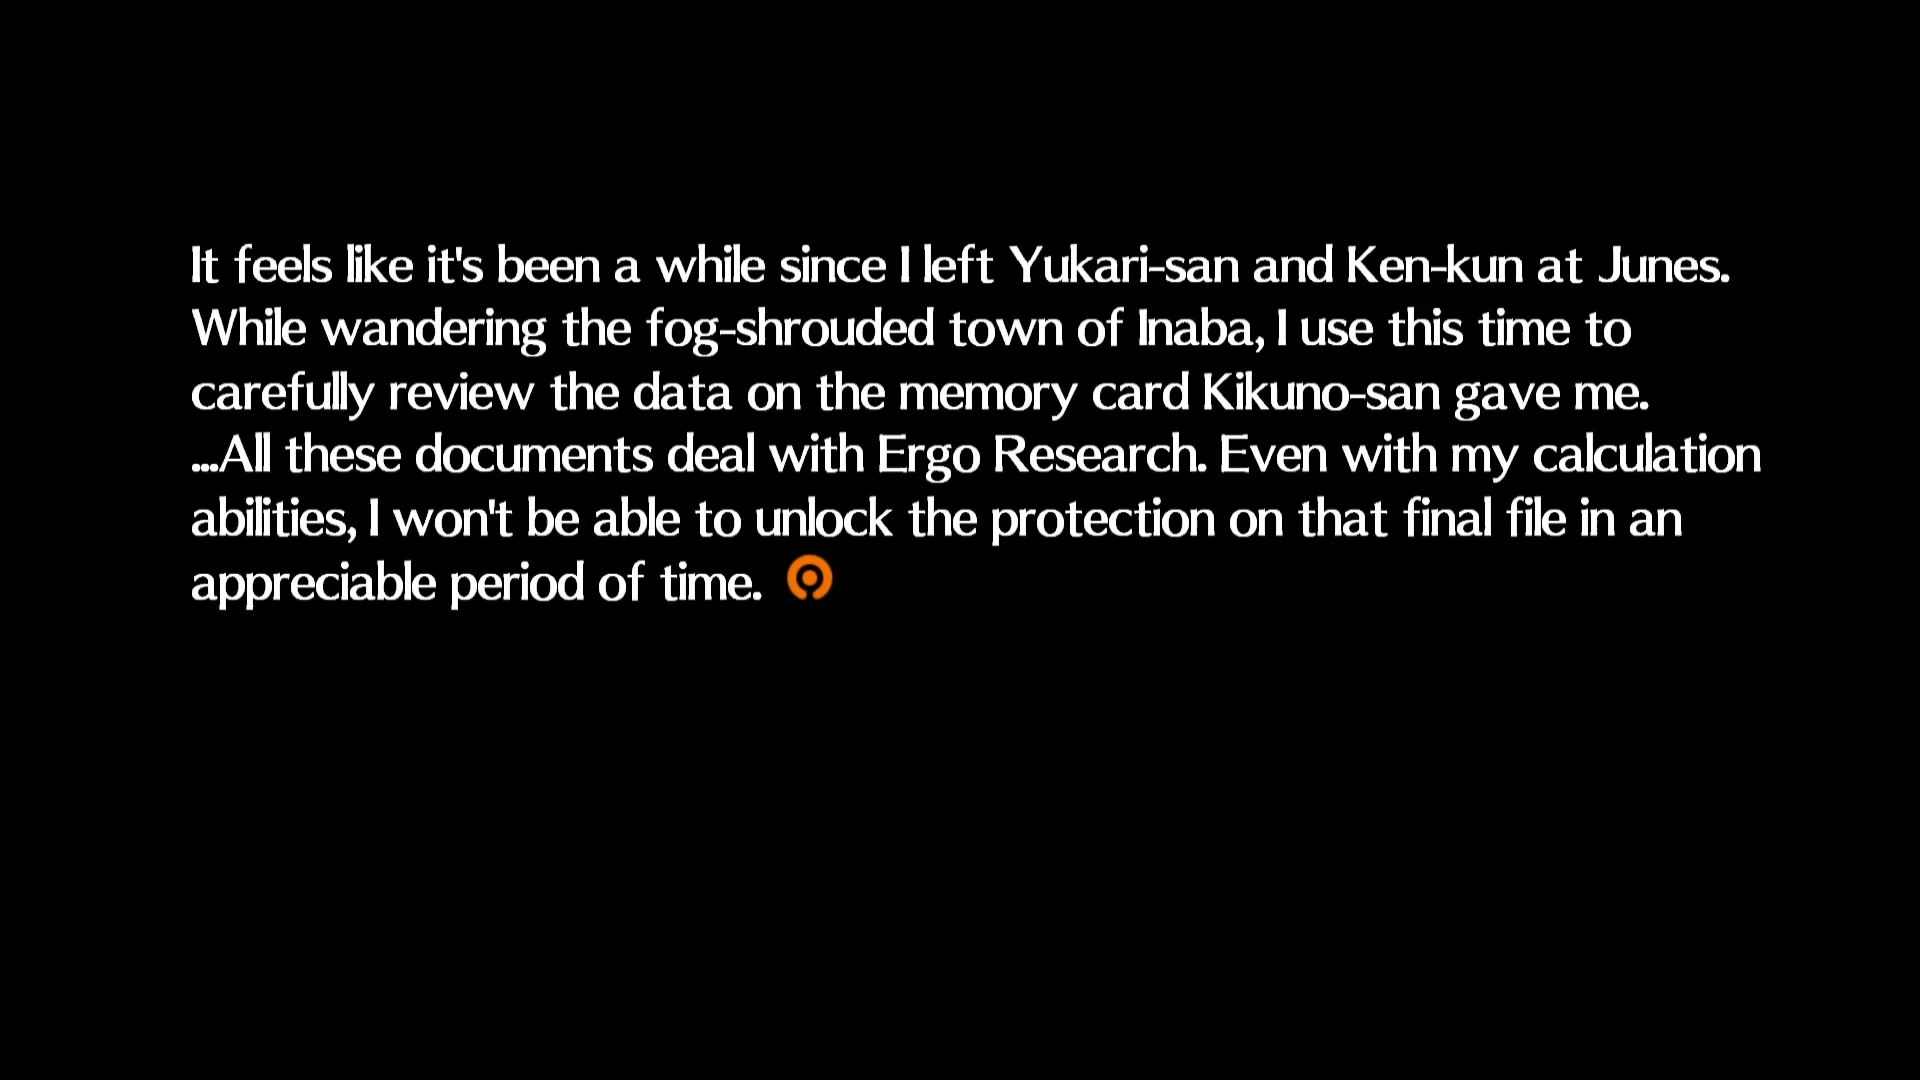 It feels like it's been a while since I left Yukari-san and Ken-kun at Junes.
While wandering the fog-shrouded town of Inaba, I use this time to
carefully review the data on the memory card Kikuno-san gave me.
...All these documents deal with Ergo Research. Even with my calculation
abilities, I won't be able to unlock the protection on that final file in an
appreciable period of time.